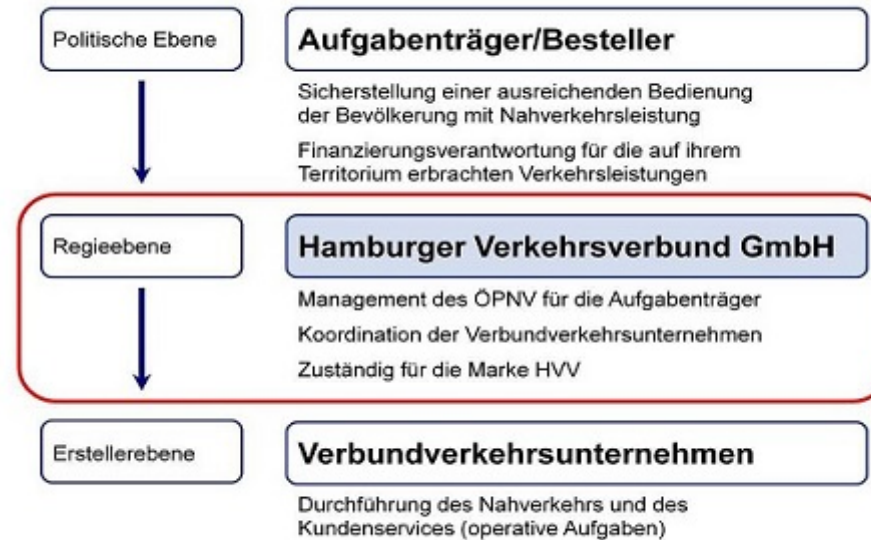 Politische Ebene
Aufgabenträger/Besteller
Sicherstellung einer ausreichenden Bedienung
der Bevölkerung mit Nahverkehrsleistung
Finanzierungsverantwortung für die auf ihrem
Territorium erbrachten Verkehrsleistungen
Regieebene
Hamburger Verkehrsverbund GmbH
Management des ÖPNV für die Aufgabenträger
Koordination der Verbundverkehrsunternehmen
Zuständig für die Marke HVV
Erstellerebene
Verbundverkehrsunternehmen
Durchführung des Nahverkehrs und des
Kundenservices (operative Aufgaben)